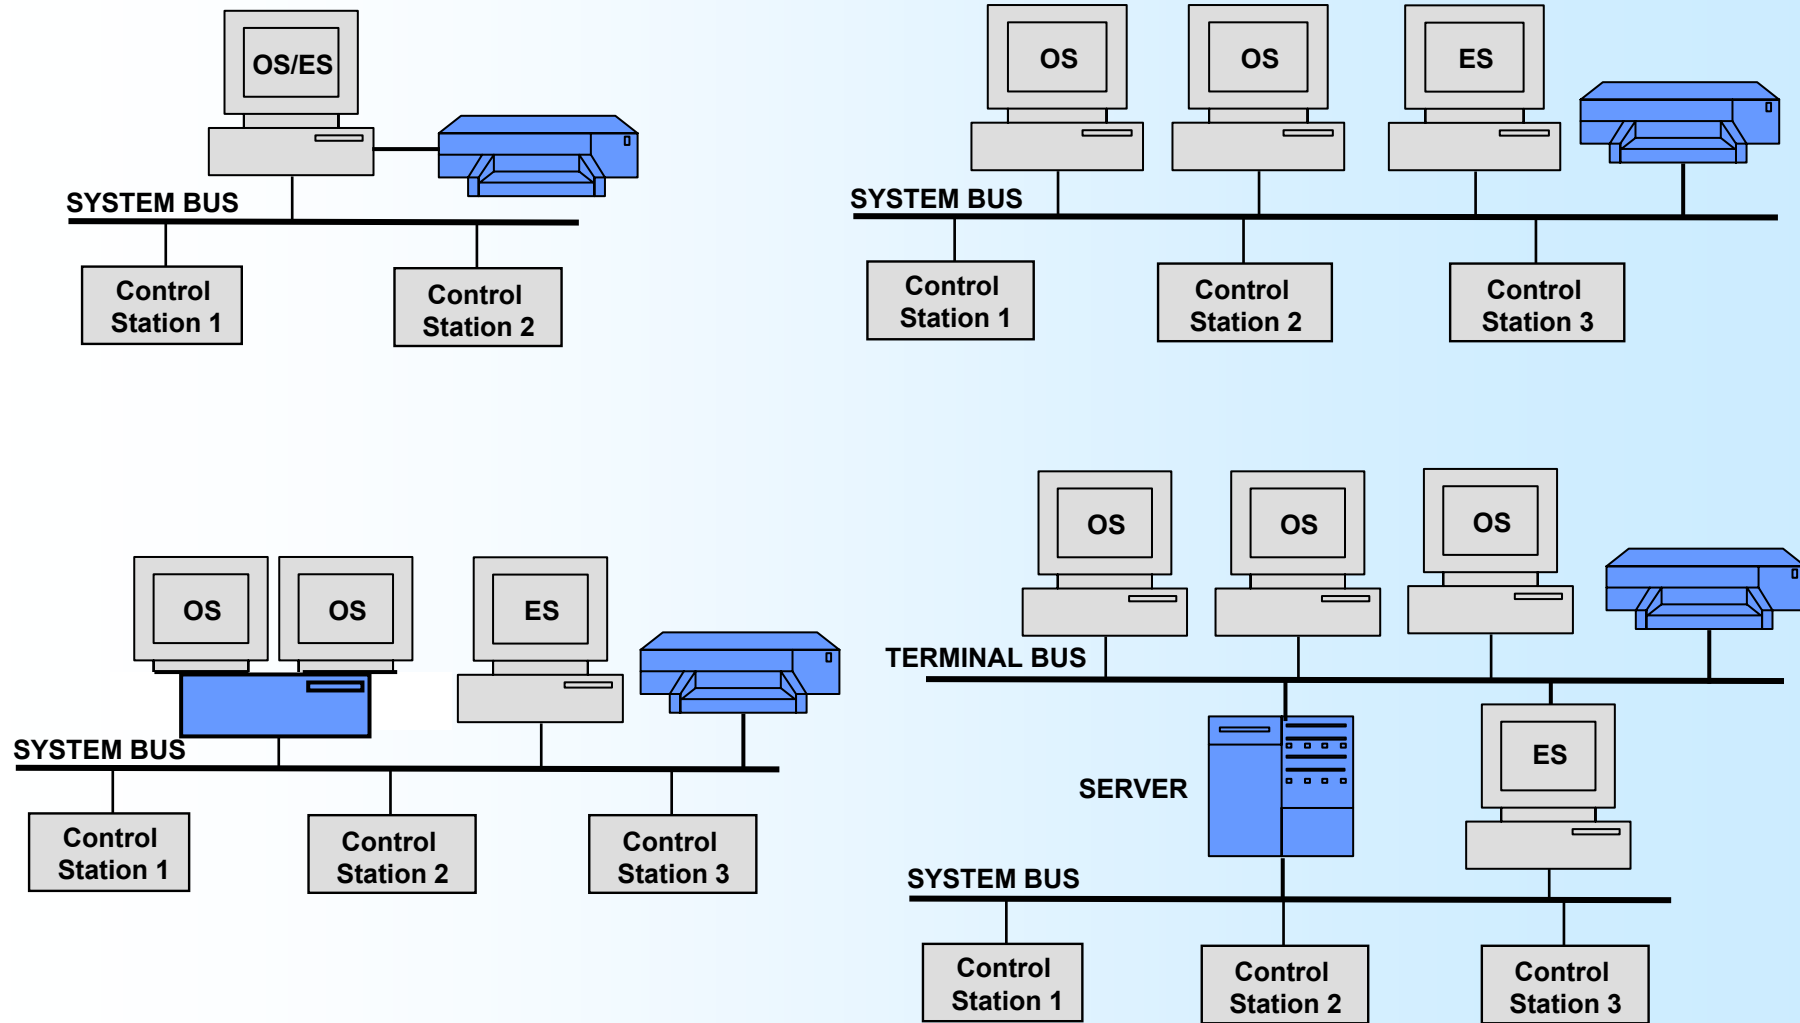 OS/ES
SYSTEM BUS
Control
Station 1
Control
Station 2
OS
OS
ES
SYSTEM BUS
Control
Station 1
Control
Station 2
Control
Station 3
OS
OS
ES
SYSTEM BUS
Control
Station 1
Control
Station 2
Control
Station 3
OS
OS
OS
TERMINAL BUS
SERVER
ES
SYSTEM BUS
Control
Station 1
Control
Station 2
Control
Station 3